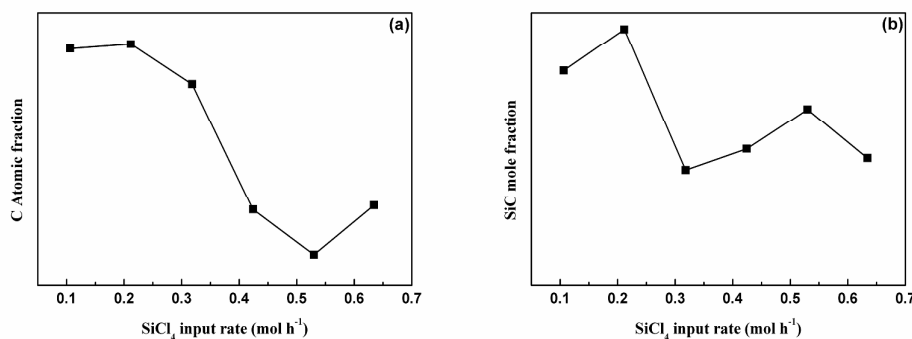 (a)
C Atomic fraction
0.1 0.2 0.3 0.4 0.5 0.6 0.7
SiCl₄ input rate (mol h⁻¹)
(b)
SiC mole fraction
0.1 0.2 0.3 0.4 0.5 0.6 0.7
SiCl₄ input rate (mol h⁻¹)